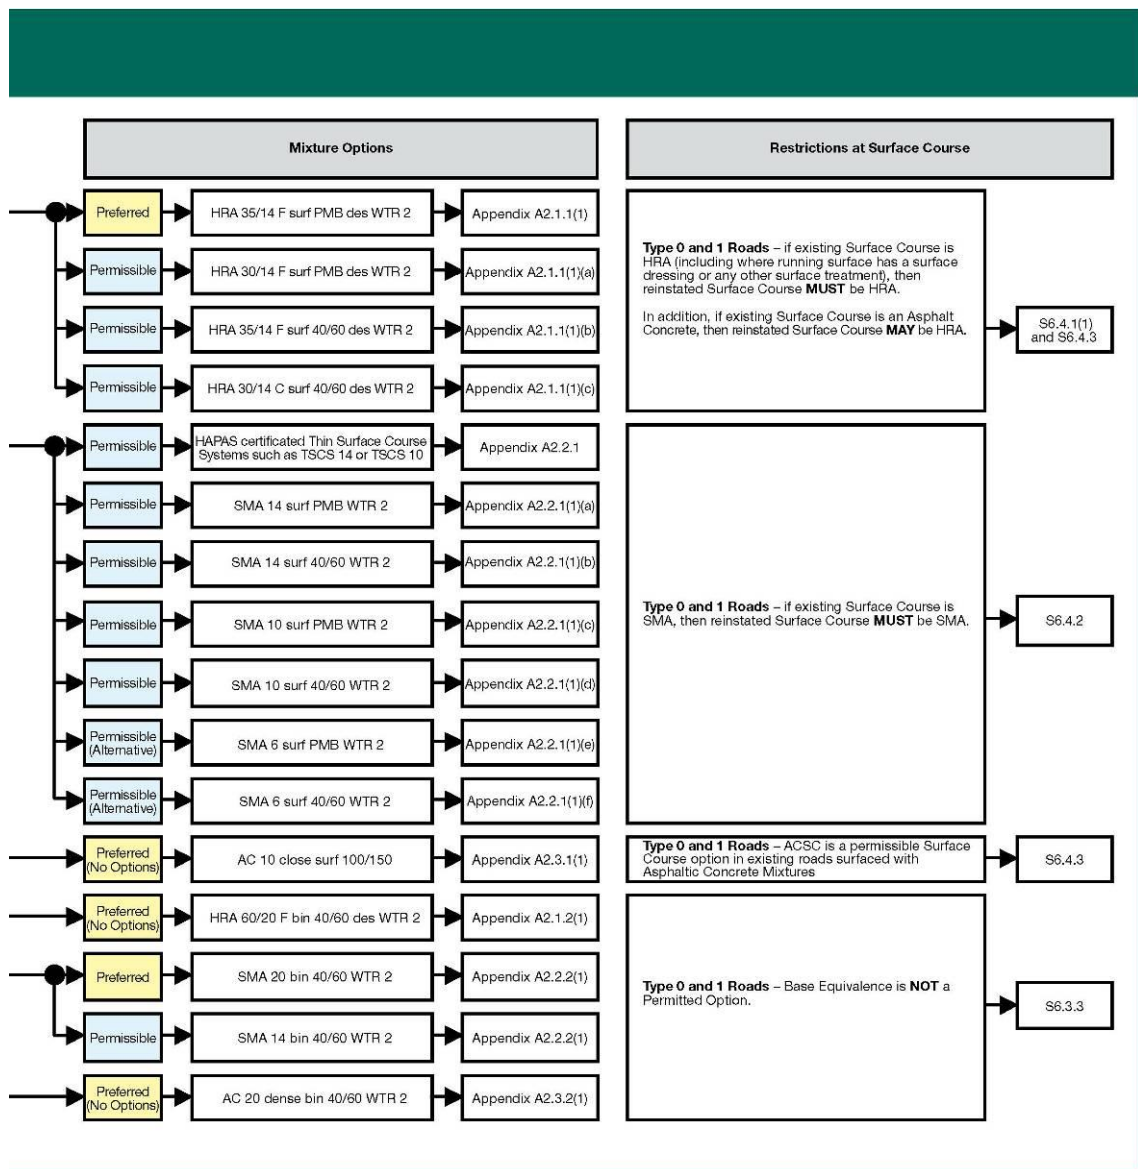 Mixture Options
Restrictions at Surface Course
Preferred
HRA 35/14 F surf PMB des WTR 2
Appendix A2.1.1(1)
Permissible
HRA 30/14 F surf PMB des WTR 2
Appendix A2.1.1(1)(a)
Permissible
HRA 35/14 F surf 40/60 des WTR 2
Appendix A2.1.1(1)(b)
Permissible
HRA 30/14 C surf 40/60 des WTR 2
Appendix A2.1.1(1)(c)
Type 0 and 1 Roads – if existing Surface Course is
HRA (including where running surface has a surface
dressing or any other surface treatment), then
reinstated Surface Course MUST be HRA.
In addition, if existing Surface Course is an Asphalt
Concrete, then reinstated Surface Course MAY be HRA.
S6.4.1(1)
and S6.4.3
Permissible
HAPAS certificated Thin Surface Course
Systems such as TSCS 14 or TSCS 10
Appendix A2.2.1
Permissible
SMA 14 surf PMB WTR 2
Appendix A2.2.1(1)(a)
Permissible
SMA 14 surf 40/60 WTR 2
Appendix A2.2.1(1)(b)
Permissible
SMA 10 surf PMB WTR 2
Appendix A2.2.1(1)(c)
Permissible
SMA 10 surf 40/60 WTR 2
Appendix A2.2.1(1)(d)
Permissible
(Alternative)
SMA 6 surf PMB WTR 2
Appendix A2.2.1(1)(e)
Permissible
(Alternative)
SMA 6 surf 40/60 WTR 2
Appendix A2.2.1(1)(f)
Type 0 and 1 Roads – if existing Surface Course is
SMA, then reinstated Surface Course MUST be SMA.
S6.4.2
Preferred
(No Options)
AC 10 close surf 100/150
Appendix A2.3.1(1)
Type 0 and 1 Roads – ACSC is a permissible Surface
Course option in existing roads surfaced with
Asphaltic Concrete Mixtures
S6.4.3
Preferred
(No Options)
HRA 60/20 F bin 40/60 des WTR 2
Appendix A2.1.2(1)
Preferred
SMA 20 bin 40/60 WTR 2
Appendix A2.2.2(1)
Permissible
SMA 14 bin 40/60 WTR 2
Appendix A2.2.2(1)
Preferred
(No Options)
AC 20 dense bin 40/60 WTR 2
Appendix A2.3.2(1)
Type 0 and 1 Roads – Base Equivalence is NOT a
Permitted Option.
S6.3.3